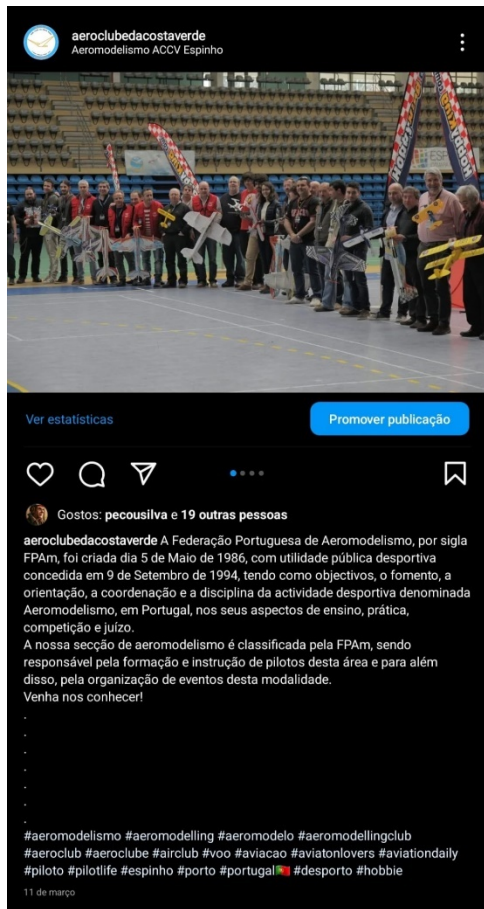 aeroclubedacostaverde
Aeromodelismo ACCV Espinho
Ver estatísticas
Promover publicação
Gostos: pecousilva e 19 outras pessoas
aeroclubedacostaverde A Federação Portuguesa de Aeromodelismo, por sigla
FPAm, foi criada dia 5 de Maio de 1986, com utilidade pública desportiva
concedida em 9 de Setembro de 1994, tendo como objectivos, o fomento, a
orientação, a coordenação e a disciplina da actividade desportiva denominada
Aeromodelismo, em Portugal, nos seus aspectos de ensino, prática,
competição e juízo.
A nossa secção de aeromodelismo é classificada pela FPAm, sendo
responsável pela formação e instrução de pilotos desta área e para além
disso, pela organização de eventos desta modalidade.
Venha nos conhecer!
.
.
.
.
.
.
.
#aeromodelismo #aeromodelling #aeromodelo #aeromodellingclub
#aeroclub #aeroclube #airclub #voo #aviacao #aviatonlovers #aviationdaily
#piloto #pilotlife #espinho #porto #portugal🇵🇹 #desporto #hobbie
11 de março